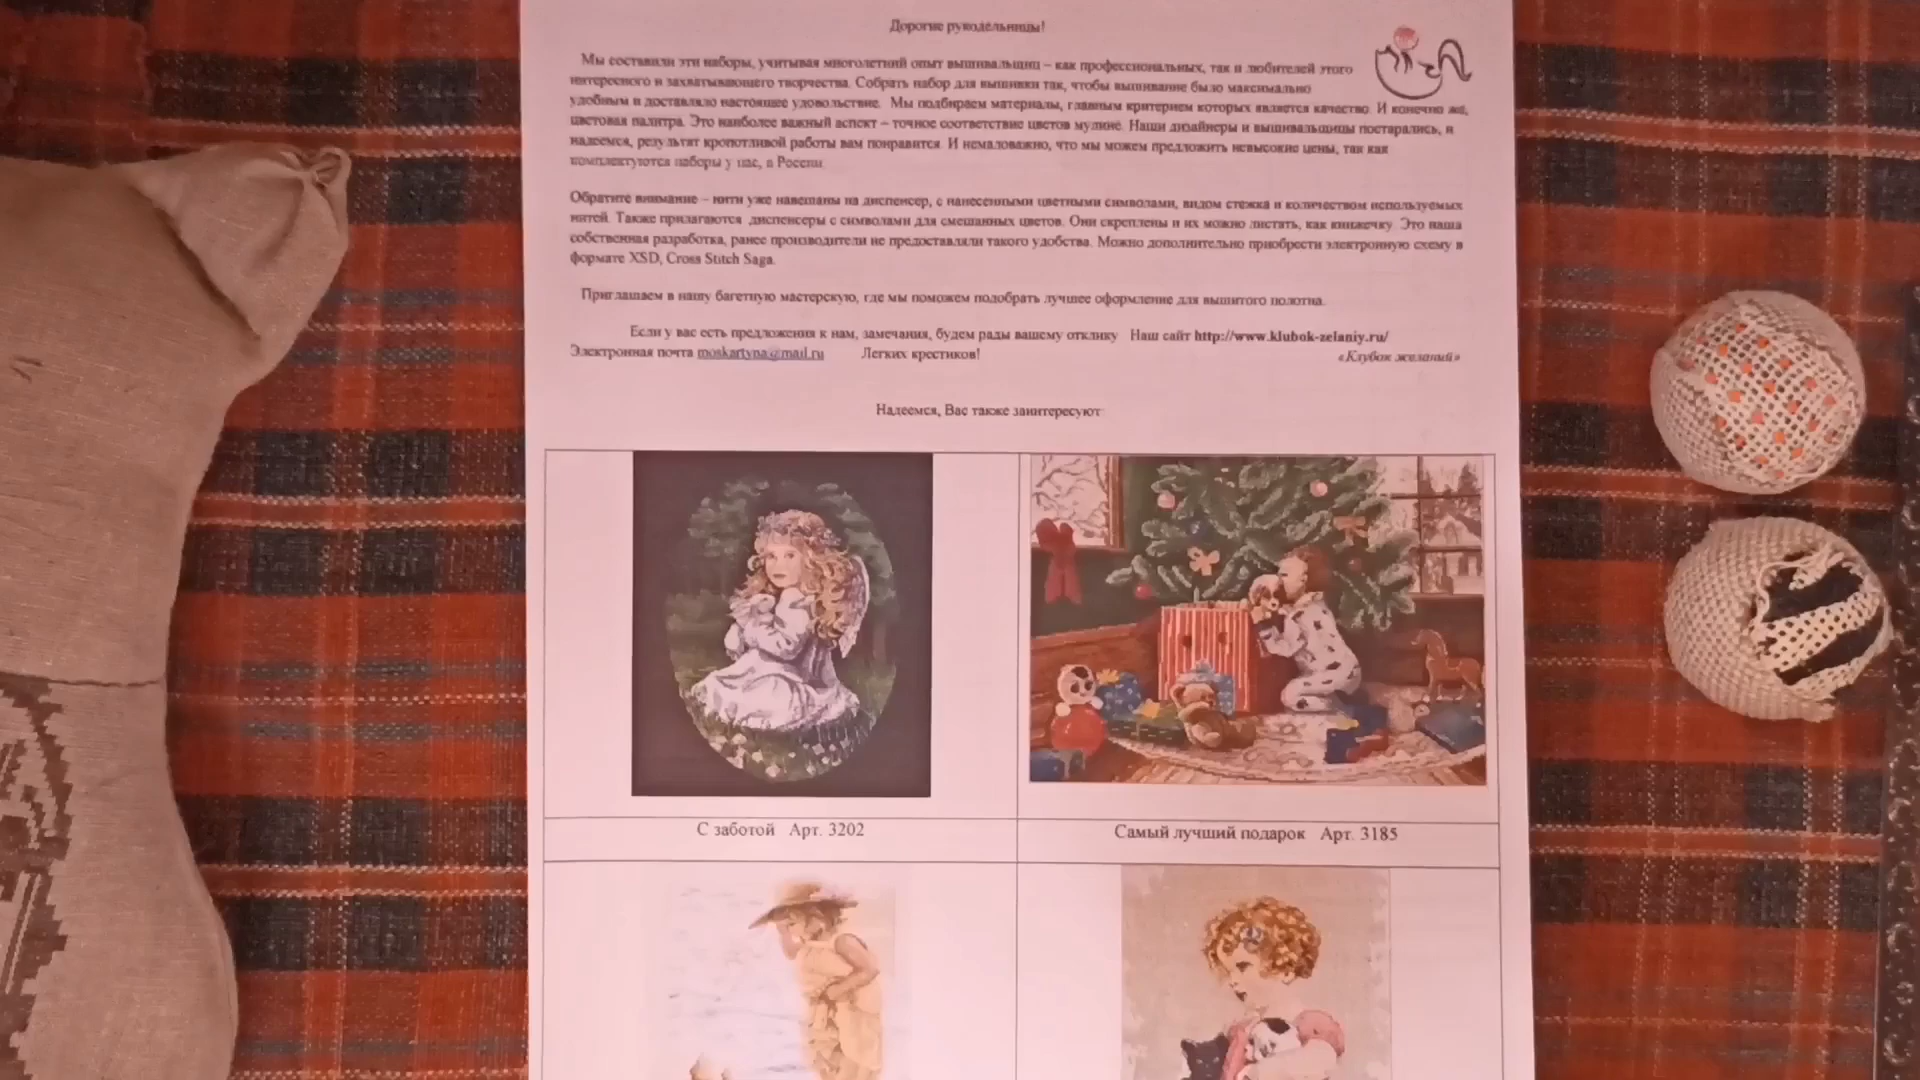 Дорогие рукодельницы!
Мы составили эти наборы, учитывая многолетний опыт вышивальщиц – как профессиональных, так и любителей этого
интересного и захватывающего творчества. Собрать набор для вышивки так, чтобы вышивание было максимально
удобным и доставляло настоящее удовольствие. Мы подбираем материалы, главным критерием которых является качество. И конечно же,
цветовая палитра. Это наиболее важный аспект – точное соответствие цветов мулине. Наши дизайнеры и вышивальщицы постарались, и
надеемся, результат кропотливой работы вам понравится. И немаловажно, что мы можем предложить невысокие цены, так как
комплектуются наборы у нас, в России.
Обратите внимание – нити уже навешаны на диспенсер, с нанесенными цветными символами, видом стежка и количеством используемых
нитей. Также прилагаются диспенсеры с символами для смешанных цветов. Они скреплены и их можно листать, как книжечку. Это наша
собственная разработка, ранее производители не предоставляли такого удобства. Можно дополнительно приобрести электронную схему в
формате XSD, Cross Stitch Saga.
Приглашаем в нашу багетную мастерскую, где мы поможем подобрать лучшее оформление для вышитого полотна.
Если у вас есть предложения к нам, замечания, будем рады вашему отклику Наш сайт http://www.klubok-zelaniy.ru/
Электронная почта moskartyna@mail.ru Легких крестиков! «Клубок желаний»
Надеемся, Вас также заинтересуют
С заботой Арт. 3202
Самый лучший подарок Арт. 3185